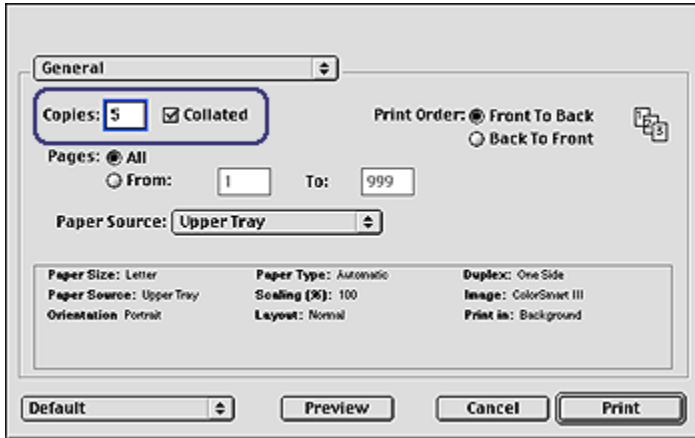 General
Copies: 5 Collated Print Order: Front To Back
Back To Front
Pages: All
From: 1 To: 999
Paper Source: Upper Tray
Paper Size: Letter Paper Type: Automatic Duplex: One Side
Paper Source: Upper Tray Scaling (%): 100 Image: ColorSmart III
Orientation Portrait Layout: Normal Print in: Background
Default Preview Cancel Print